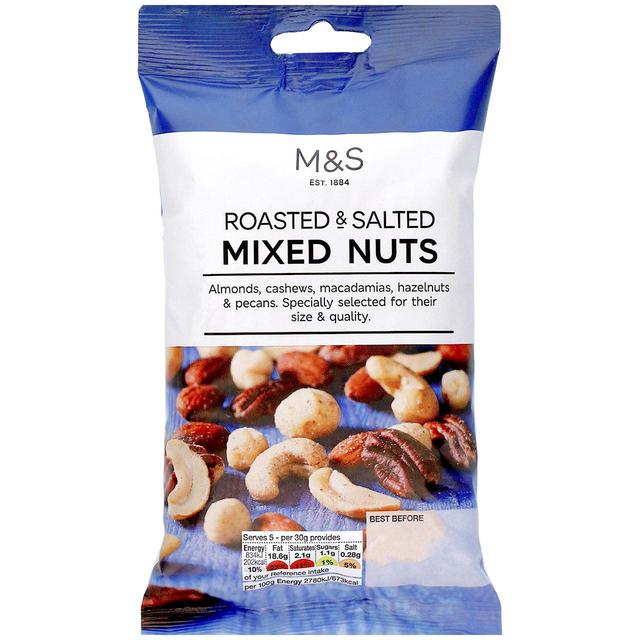 M&S
EST. 1884
ROASTED & SALTED
MIXED NUTS
Almonds, cashews, macadamias, hazelnuts
& pecans. Specially selected for their
size & quality.
BEST BEFORE
Serves 5 - per 30g provides
Energy Fat Saturates Sugars Salt
834kJ 18.6g 2.1g 1.1g 0.28g
202kcal
10% 27% 11% 1% 5%
of your Reference intake
per 100g Energy 2780kJ/673kcal